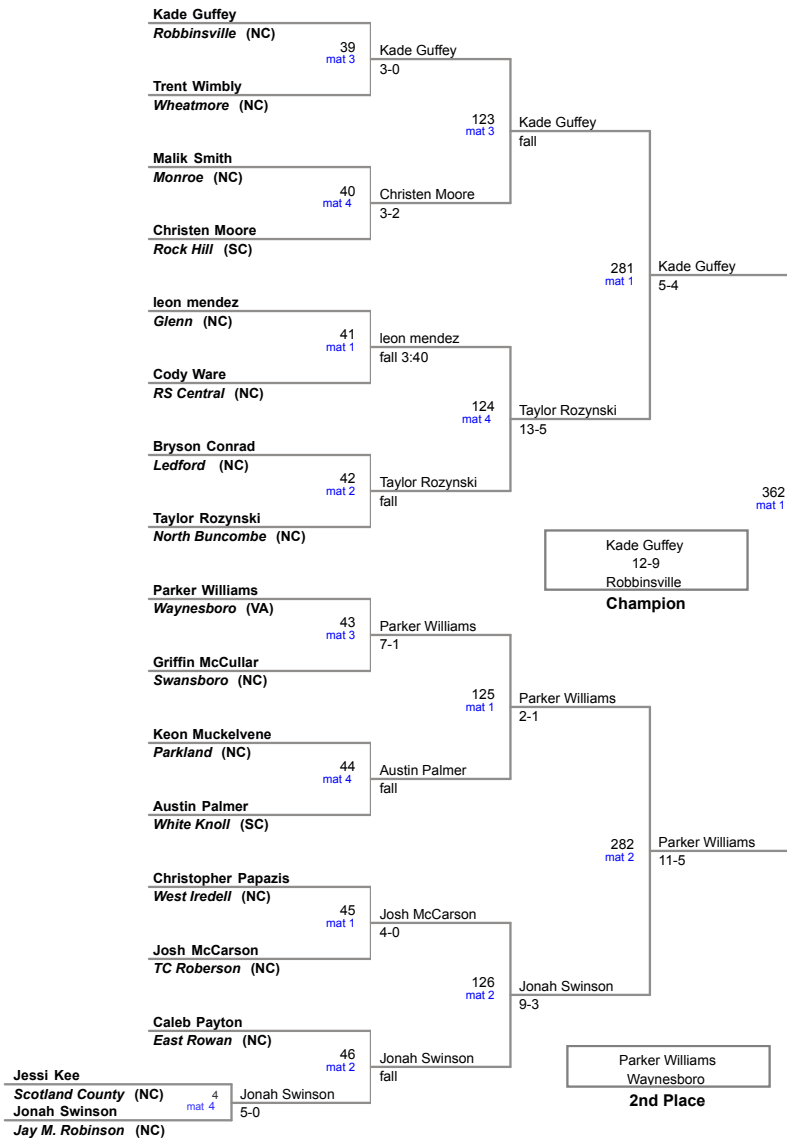 Kade Guffey
Robbinsville (NC)
39
mat 3
Kade Guffey
3-0
Trent Wimbly
Wheatmore (NC)
123
mat 3
Kade Guffey
fall
Malik Smith
Monroe (NC)
40
mat 4
Christen Moore
3-2
Christen Moore
Rock Hill (SC)
281
mat 1
Kade Guffey
5-4
leon mendez
Glenn (NC)
41
mat 1
leon mendez
fall 3:40
Cody Ware
RS Central (NC)
124
mat 4
Taylor Rozynski
13-5
Bryson Conrad
Ledford (NC)
42
mat 2
Taylor Rozynski
fall
Taylor Rozynski
North Buncombe (NC)
362
mat 1
Kade Guffey
12-9
Robbinsville
Champion
Parker Williams
Waynesboro (VA)
43
mat 3
Parker Williams
7-1
Griffin McCullar
Swansboro (NC)
125
mat 1
Parker Williams
2-1
Keon Muckelvene
Parkland (NC)
44
mat 4
Austin Palmer
fall
Austin Palmer
White Knoll (SC)
282
mat 2
Parker Williams
11-5
Christopher Papazis
West Iredell (NC)
45
mat 1
Josh McCarson
4-0
Josh McCarson
TC Roberson (NC)
126
mat 2
Jonah Swinson
9-3
Caleb Payton
East Rowan (NC)
46
mat 2
Jonah Swinson
fall
Jessi Kee
Scotland County (NC)
4
mat 4
Jonah Swinson
5-0
Jonah Swinson
Jay M. Robinson (NC)
Parker Williams
Waynesboro
2nd Place